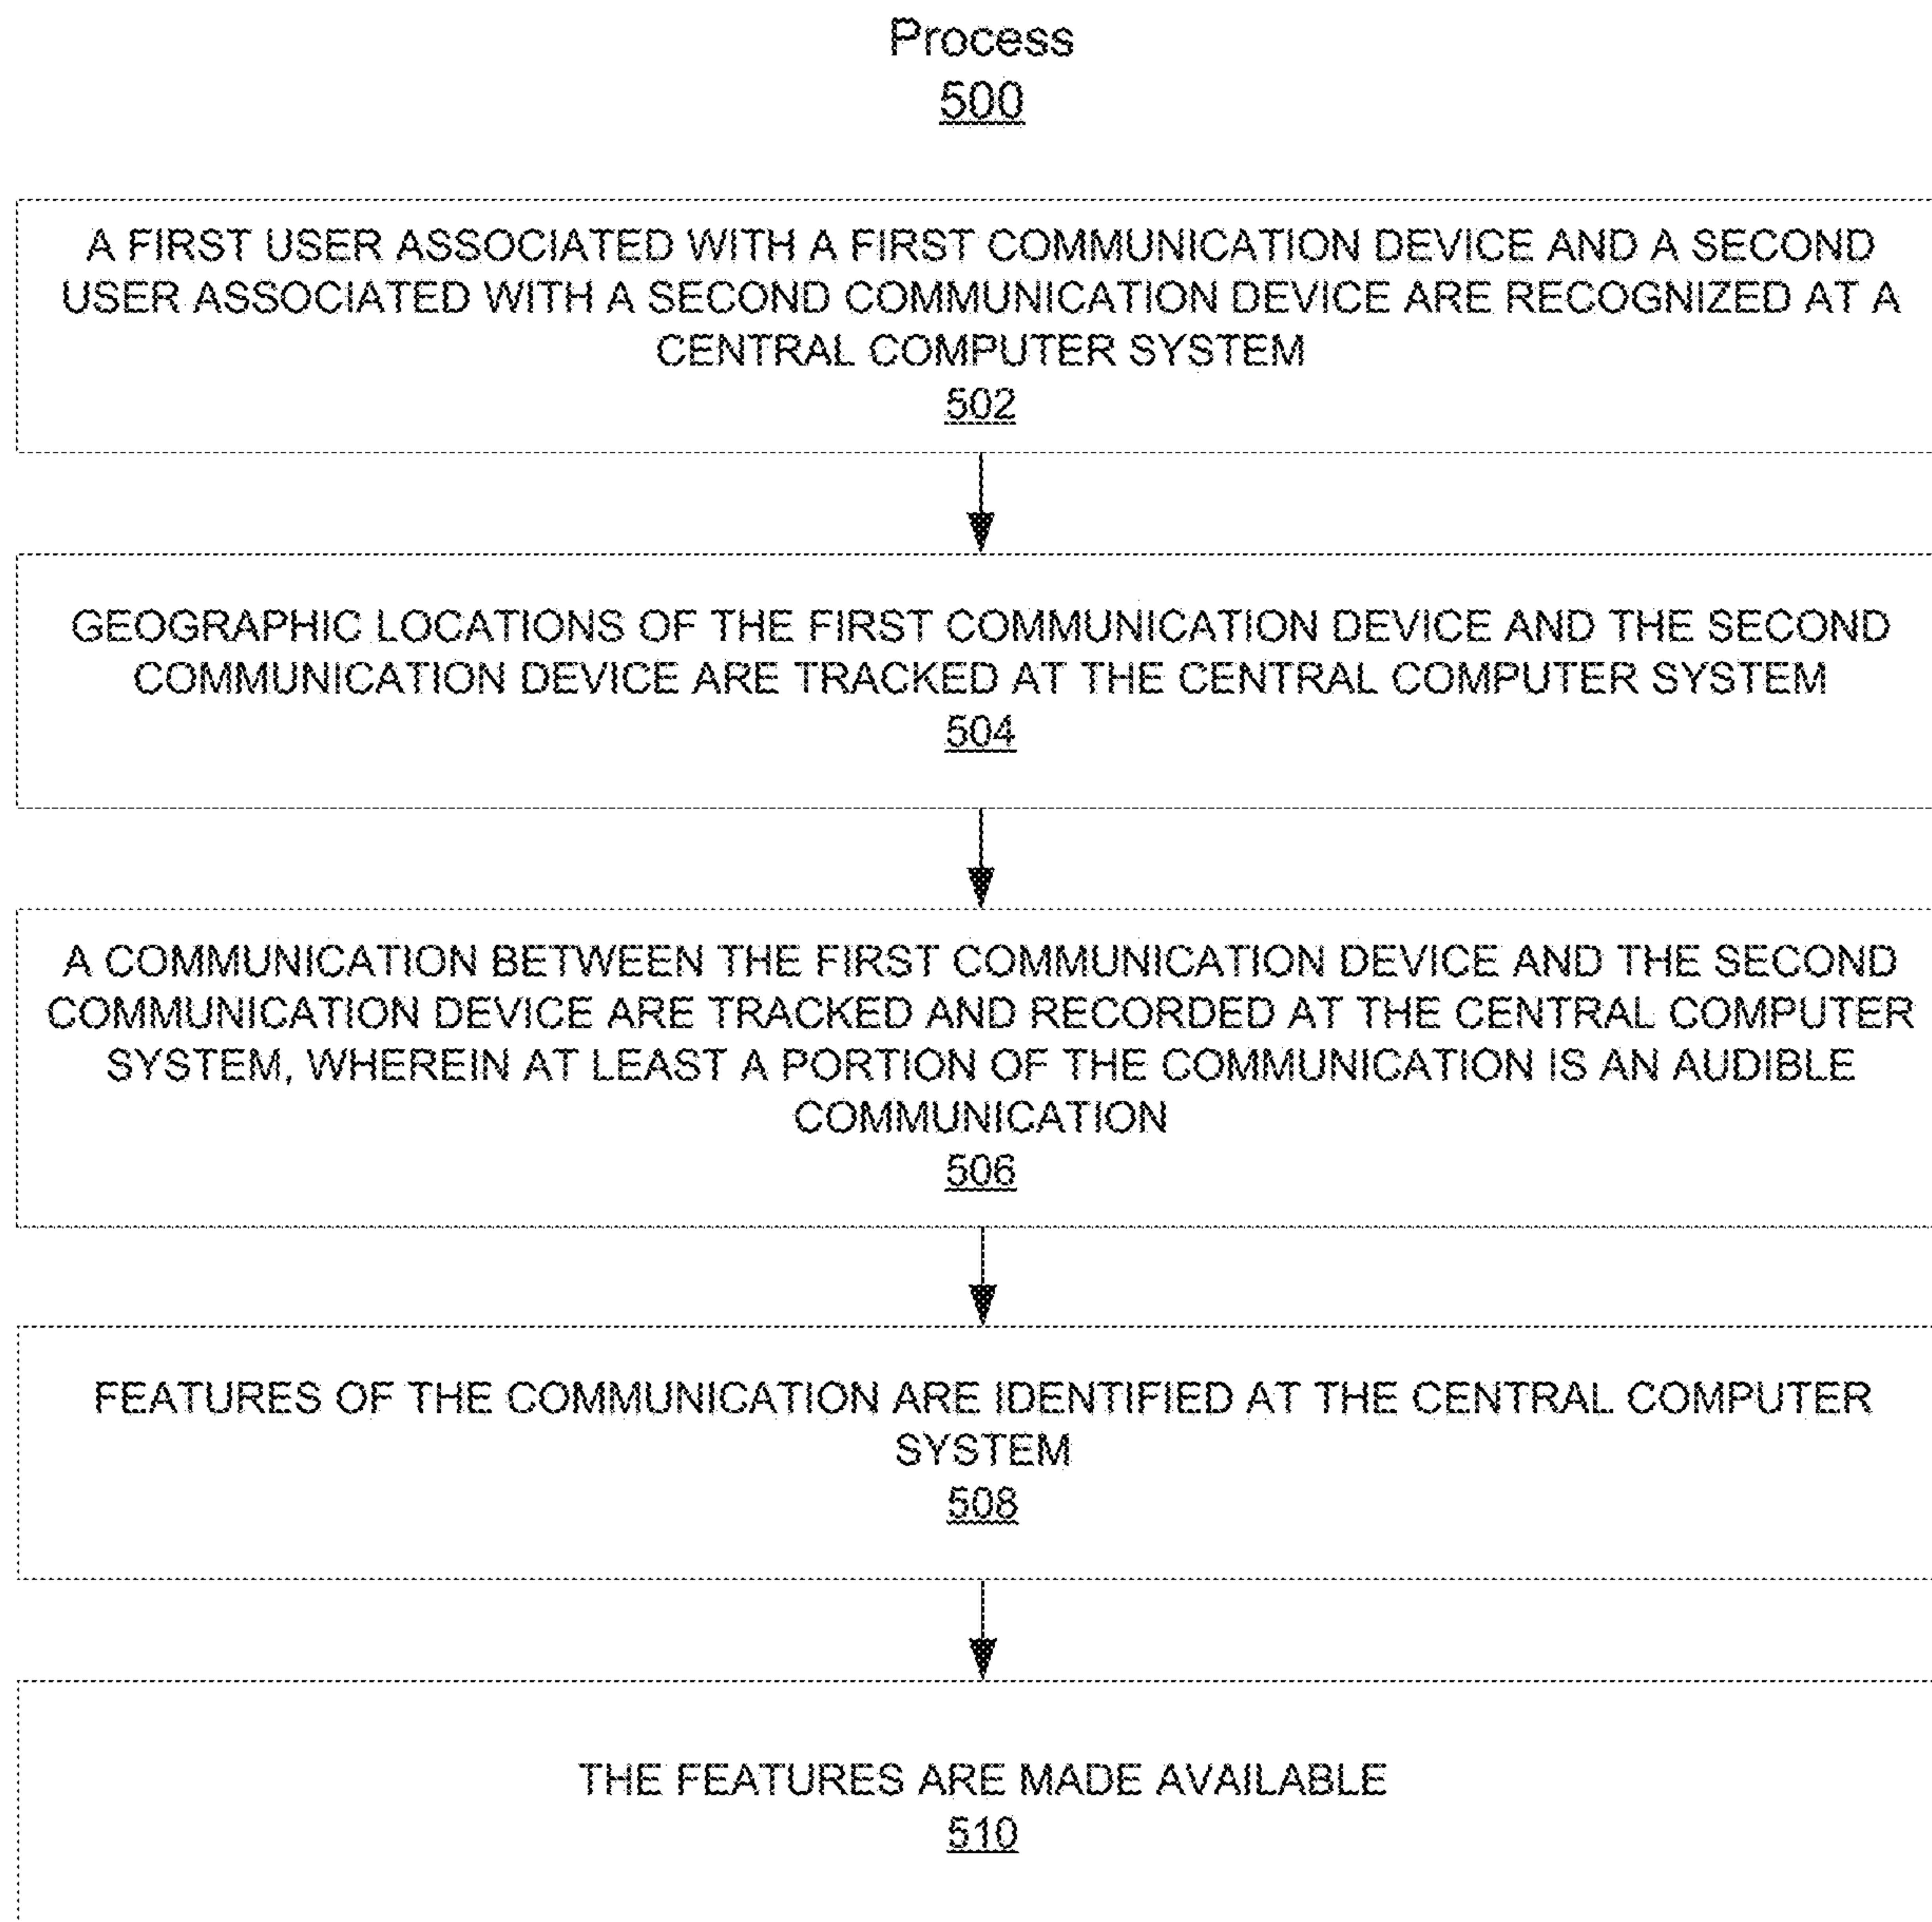 Process
500
A FIRST USER ASSOCIATED WITH A FIRST COMMUNICATION DEVICE AND A SECOND
USER ASSOCIATED WITH A SECOND COMMUNICATION DEVICE ARE RECOGNIZED AT A
CENTRAL COMPUTER SYSTEM
502
GEOGRAPHIC LOCATIONS OF THE FIRST COMMUNICATION DEVICE AND THE SECOND
COMMUNICATION DEVICE ARE TRACKED AT THE CENTRAL COMPUTER SYSTEM
504
A COMMUNICATION BETWEEN THE FIRST COMMUNICATION DEVICE AND THE SECOND
COMMUNICATION DEVICE ARE TRACKED AND RECORDED AT THE CENTRAL COMPUTER
SYSTEM, WHEREIN AT LEAST A PORTION OF THE COMMUNICATION IS AN AUDIBLE
COMMUNICATION
506
FEATURES OF THE COMMUNICATION ARE IDENTIFIED AT THE CENTRAL COMPUTER
SYSTEM
508
THE FEATURES ARE MADE AVAILABLE
510